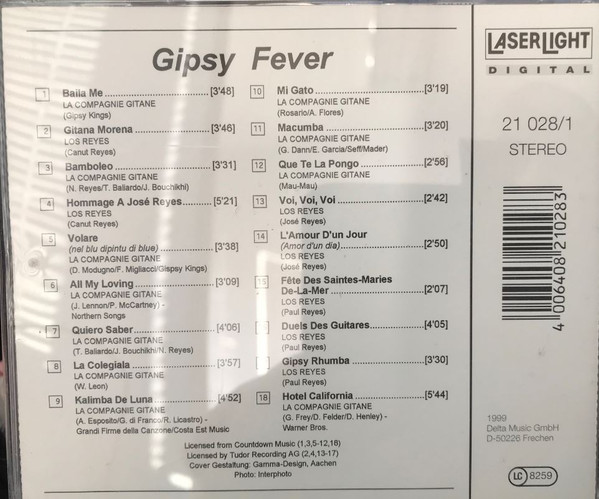 Gipsy Fever
1 Baila Me [3'48]
LA COMPAGNIE GITANE
(Gipsy Kings)
2 Gitana Morena [3'46]
LOS REYES
(Canut Reyes)
3 Bamboleo [3'31]
LA COMPAGNIE GITANE
(N. Reyes/T. Baliardo/J. Bouchikhi)
4 Hommage A José Reyes [5'21]
LOS REYES
(Canut Reyes)
5 Volare
(nel blu dipintu di blue) [3'38]
LA COMPAGNIE GITANE
(D. Modugno/F. Migliacci/Gispsy Kings)
6 All My Loving [3'09]
LA COMPAGNIE GITANE
(J. Lennon/P. McCartney) -
Northern Songs
7 Quiero Saber [4'06]
LA COMPAGNIE GITANE
(T. Baliardo/J. Bouchikhi/N. Reyes)
8 La Colegiala [3'57]
LA COMPAGNIE GITANE
(W. Leon)
9 Kalimba De Luna [4'52]
LA COMPAGNIE GITANE
(A. Esposito/G. di Franco/R. Licastro) -
Grandi Firme della Canzone/Costa Est Music
10 Mi Gato [3'19]
LA COMPAGNIE GITANE
(Rosario/A. Flores)
11 Macumba [3'20]
LA COMPAGNIE GITANE
(G. Dann/E. Garcia/Seff/Mader)
12 Que Te La Pongo [2'56]
LA COMPAGNIE GITANE
(Mau-Mau)
13 Voi, Voi, Voi [2'42]
LOS REYES
(José Reyes)
14 L'Amour D'un Jour
(Amor d'un dia) [2'50]
LOS REYES
(José Reyes)
15 Fête Des Saintes-Maries
De-La-Mer [2'07]
LOS REYES
(Paul Reyes)
Duels Des Guitares [4'05]
LOS REYES
(Paul Reyes)
Gipsy Rhumba [3'30]
LOS REYES
(Paul Reyes)
18 Hotel California [5'44]
LA COMPAGNIE GITANE
(G. Frey/D. Felder/D. Henley) -
Warner Bros.
Licensed from Countdown Music (1,3,5-12,18)
Licensed by Tudor Recording AG (2,4,13-17)
Cover Gestaltung: Gamma-Design, Aachen
Photo: Interphoto
LASERLIGHT
DIGITAL
21 028/1
STEREO
4 006408 210283
1999
Delta Music GmbH
D-50226 Frechen
LC 8259